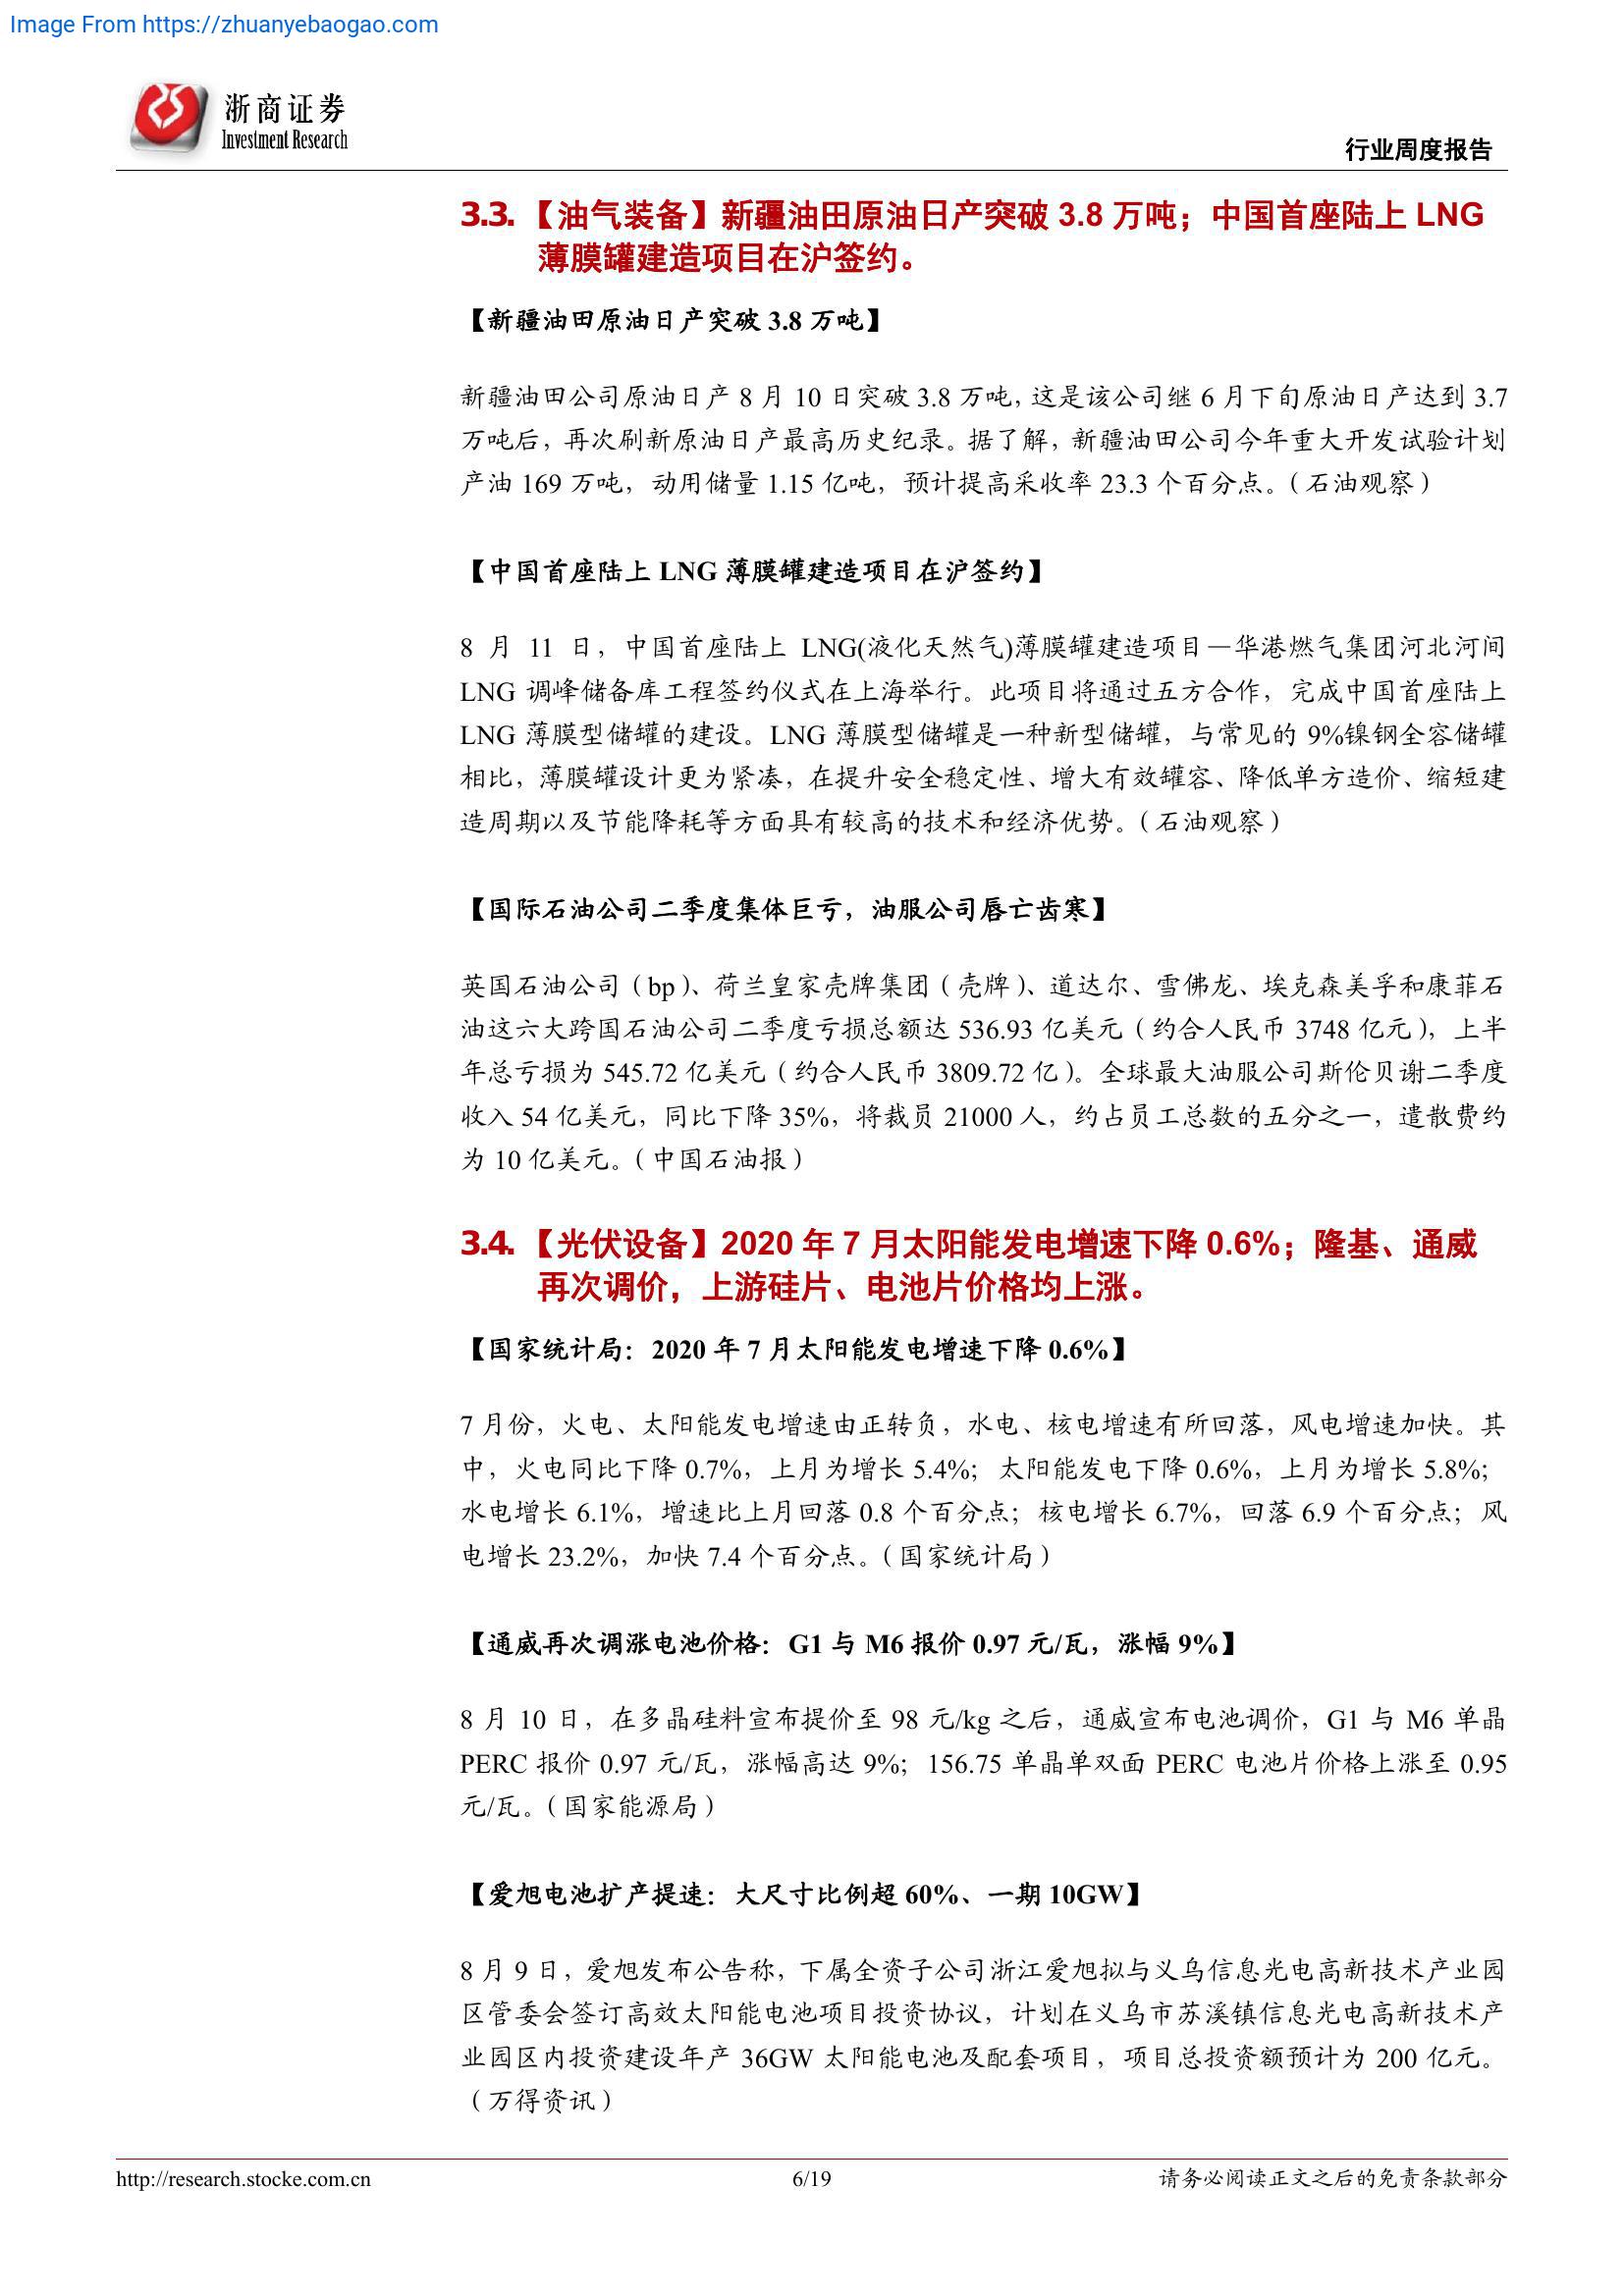 Image From https://zhuanyebaogao.com
浙商证券
Investment Research
行业周度报告
3.3. 【油气装备】新疆油田原油日产突破 3.8 万吨；中国首座陆上 LNG
薄膜罐建造项目在沪签约。
【新疆油田原油日产突破 3.8 万吨】
新疆油田公司原油日产 8 月 10 日突破 3.8 万吨，这是该公司继 6 月下旬原油日产达到 3.7
万吨后，再次刷新原油日产最高历史纪录。据了解，新疆油田公司今年重大开发试验计划
产油 169 万吨，动用储量 1.15 亿吨，预计提高采收率 23.3 个百分点。（石油观察）
【中国首座陆上 LNG 薄膜罐建造项目在沪签约】
8 月 11 日，中国首座陆上 LNG(液化天然气)薄膜罐建造项目—华港燃气集团河北河间
LNG 调峰储备库工程签约仪式在上海举行。此项目将通过五方合作，完成中国首座陆上
LNG 薄膜型储罐的建设。LNG 薄膜型储罐是一种新型储罐，与常见的 9%镍钢全容储罐
相比，薄膜罐设计更为紧凑，在提升安全稳定性、增大有效罐容、降低单方造价、缩短建
造周期以及节能降耗等方面具有较高的技术和经济优势。（石油观察）
【国际石油公司二季度集体巨亏，油服公司唇亡齿寒】
英国石油公司（bp）、荷兰皇家壳牌集团（壳牌）、道达尔、雪佛龙、埃克森美孚和康菲石
油这六大跨国石油公司二季度亏损总额达 536.93 亿美元（约合人民币 3748 亿元），上半
年总亏损为 545.72 亿美元（约合人民币 3809.72 亿）。全球最大油服公司斯伦贝谢二季度
收入 54 亿美元，同比下降 35%，将裁员 21000 人，约占员工总数的五分之一，遣散费约
为 10 亿美元。（中国石油报）
3.4. 【光伏设备】2020 年 7 月太阳能发电增速下降 0.6%；隆基、通威
再次调价，上游硅片、电池片价格均上涨。
【国家统计局：2020 年 7 月太阳能发电增速下降 0.6%】
7 月份，火电、太阳能发电增速由正转负，水电、核电增速有所回落，风电增速加快。其
中，火电同比下降 0.7%，上月为增长 5.4%；太阳能发电下降 0.6%，上月为增长 5.8%；
水电增长 6.1%，增速比上月回落 0.8 个百分点；核电增长 6.7%，回落 6.9 个百分点；风
电增长 23.2%，加快 7.4 个百分点。（国家统计局）
【通威再次调涨电池价格：G1 与 M6 报价 0.97 元/瓦，涨幅 9%】
8 月 10 日，在多晶硅料宣布提价至 98 元/kg 之后，通威宣布电池调价，G1 与 M6 单晶
PERC 报价 0.97 元/瓦，涨幅高达 9%；156.75 单晶单双面 PERC 电池片价格上涨至 0.95
元/瓦。（国家能源局）
【爱旭电池扩产提速：大尺寸比例超 60%、一期 10GW】
8 月 9 日，爱旭发布公告称，下属全资子公司浙江爱旭拟与义乌信息光电高新技术产业园
区管委会签订高效太阳能电池项目投资协议，计划在义乌市苏溪镇信息光电高新技术产
业园区内投资建设年产 36GW 太阳能电池及配套项目，项目总投资额预计为 200 亿元。
（万得资讯）
http://research.stocke.com.cn
6/19
请务必阅读正文之后的免责条款部分